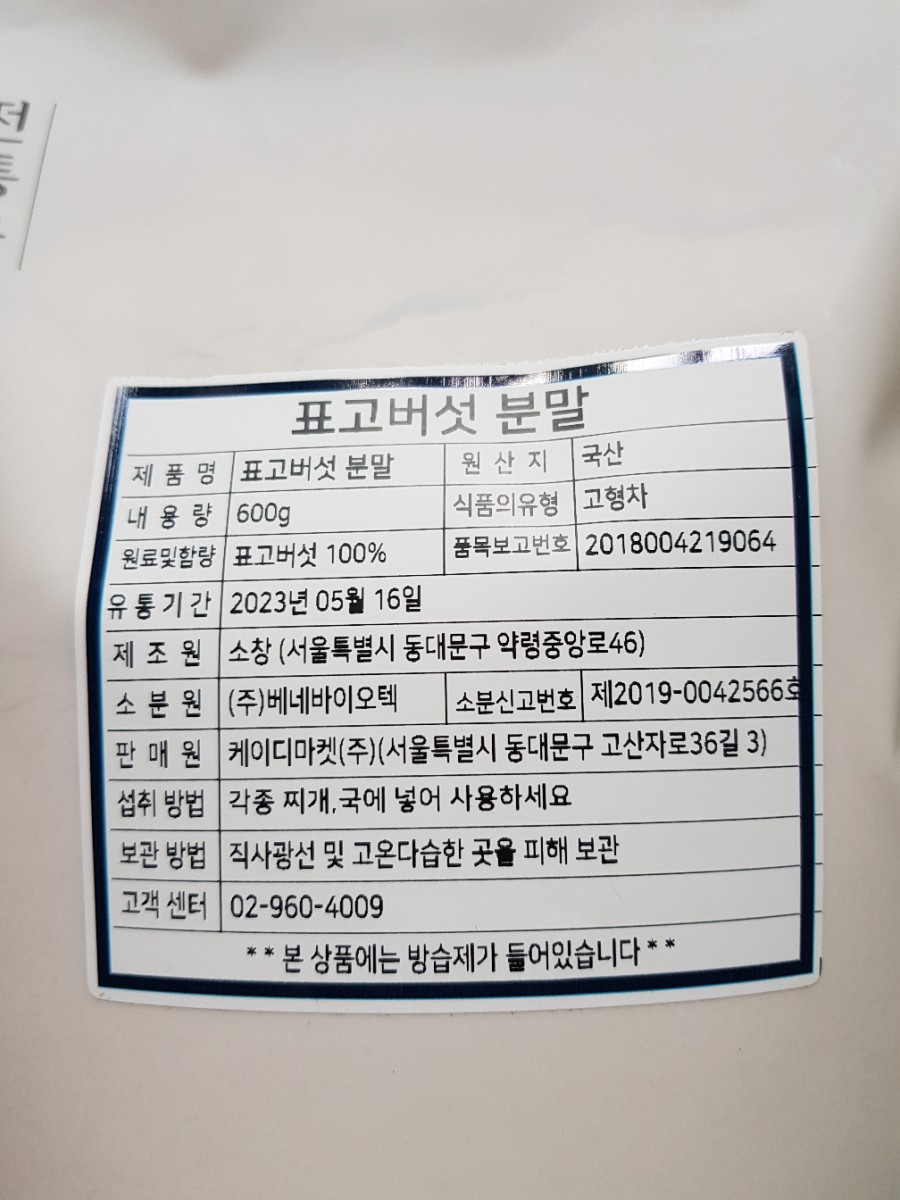 전통
표고버섯 분말
제 품 명 표고버섯 분말 원 산 지 국산
내 용 량 600g 식품의유형 고형차
원료및함량 표고버섯 100% 품목보고번호 2018004219064
유 통 기 간 2023년 05월 16일
제 조 원 소창 (서울특별시 동대문구 약령중앙로46)
소 분 원 (주)베네바이오텍 소분신고번호 제2019-0042566호
판 매 원 케이디마켓(주)(서울특별시 동대문구 고산자로36길 3)
섭취 방법 각종 찌개,국에 넣어 사용하세요
보관 방법 직사광선 및 고온다습한 곳을 피해 보관
고객 센터 02-960-4009
** 본 상품에는 방습제가 들어있습니다 **